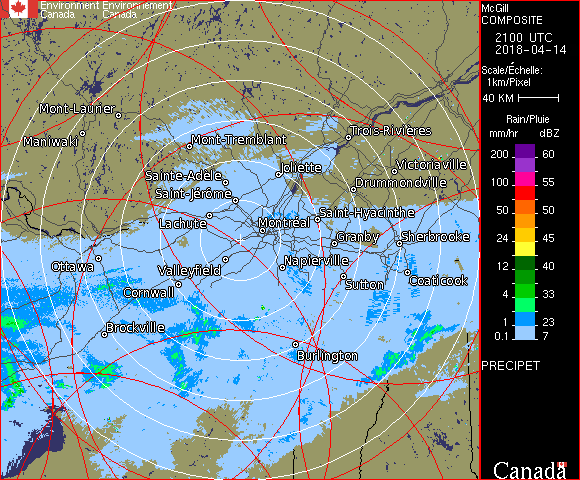 Environment Environnement
Canada Canada
McGill
COMPOSITE
2100 UTC
2018-04-14
Scale/Échelle:
1km/Pixel
40 KM
Rain/Pluie
mm/hr dBZ
200 60
100 55
50 50
24 45
12 40
4 33
1 23
0.1 7
PRECIPET
Mont-Laurier
Maniwaki
Mont-Tremblant
Trois-Rivières
Sainte-Adele
Joliette
Victoriaville
Saint-Jérôme
Drummondville
Lachute
Montréal
Saint-Hyacinthe
Granby
Sherbrooke
Ottawa
Valleyfield
Napierville
Cornwall
Sutton
Coaticook
Brockville
Burlington
Canada